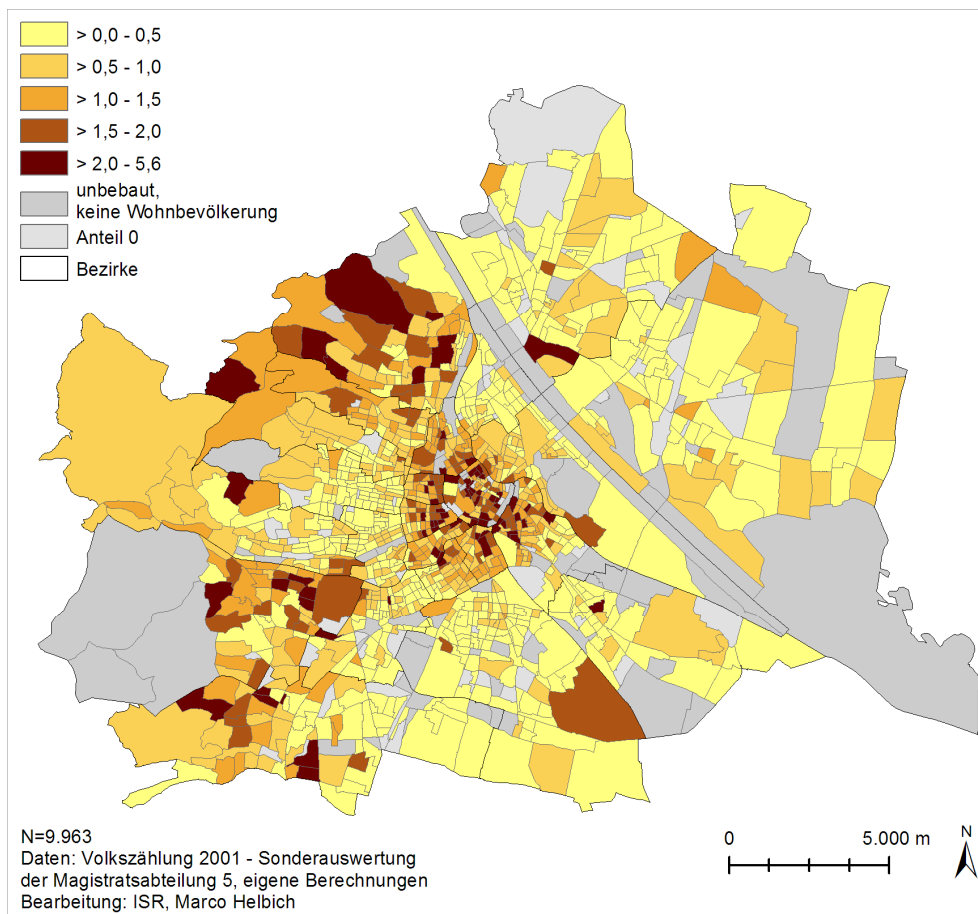 > 0,0 - 0,5
> 0,5 - 1,0
> 1,0 - 1,5
> 1,5 - 2,0
> 2,0 - 5,6
unbebaut,
keine Wohnbevölkerung
Anteil 0
Bezirke
N=9.963
Daten: Volkszählung 2001 - Sonderauswertung
der Magistratsabteilung 5, eigene Berechnungen
Bearbeitung: ISR, Marco Helbich
0 5.000 m
N